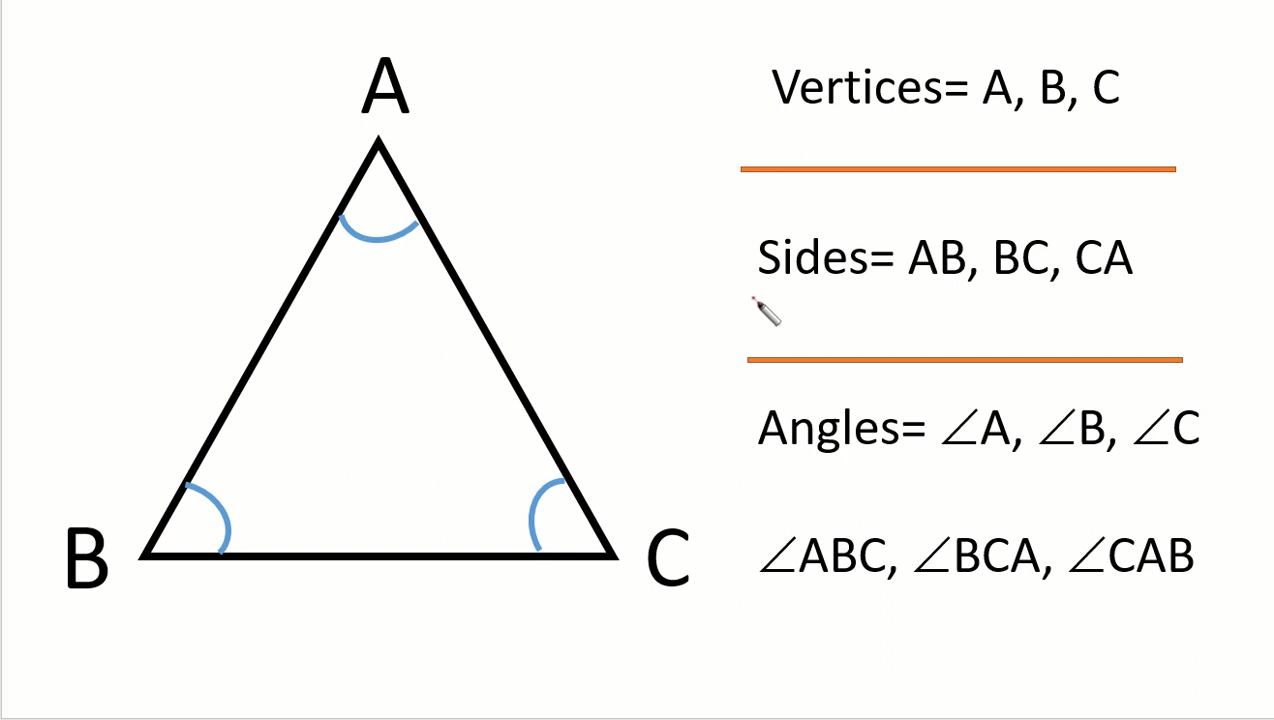 A
B
C
Vertices= A, B, C
Sides= AB, BC, CA
Angles= ∠A, ∠B, ∠C
∠ABC, ∠BCA, ∠CAB